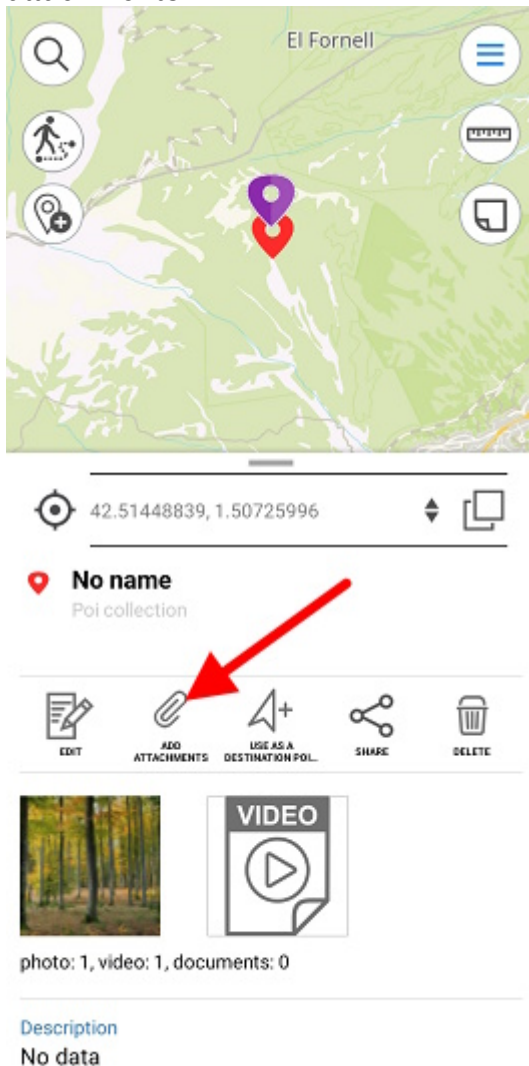 El Fornell
42.51448839, 1.50725996
No name
Poi collection
EDIT
ADD
ATTACHMENTS
USE AS A
DESTINATION POI...
SHARE
DELETE
VIDEO
photo: 1, video: 1, documents: 0
Description
No data